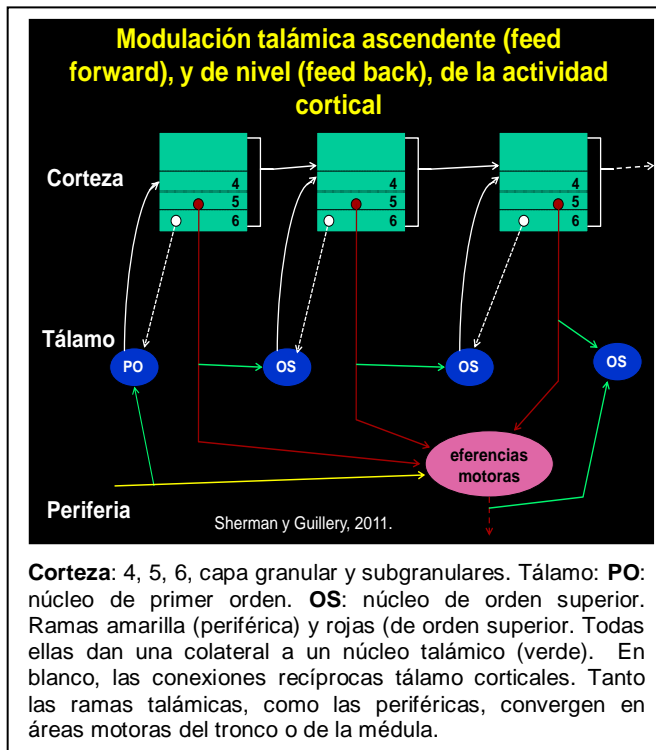 Modulación talámica ascendente (feed
forward), y de nivel (feed back), de la actividad
cortical
Corteza
4
5
6
4
5
6
4
5
6
Tálamo
PO
OS
OS
OS
eferencias
motoras
Periferia
Sherman y Guillery, 2011.
Corteza: 4, 5, 6, capa granular y subgranulares. Tálamo: PO:
núcleo de primer orden. OS: núcleo de orden superior.
Ramas amarilla (periférica) y rojas (de orden superior. Todas
ellas dan una colateral a un núcleo talámico (verde). En
blanco, las conexiones recíprocas tálamo corticales. Tanto
las ramas talámicas, como las periféricas, convergen en
áreas motoras del tronco o de la médula.